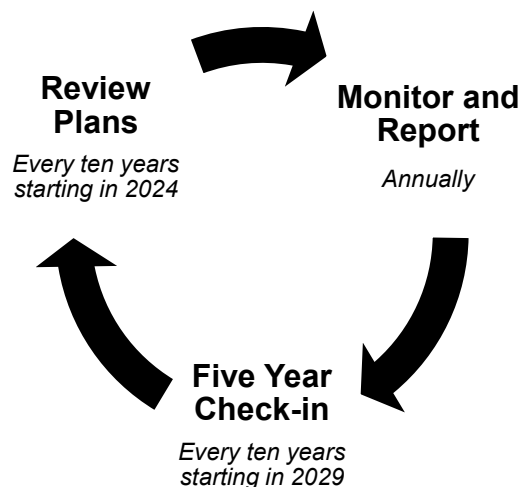 Review
Plans
Every ten years
starting in 2024
Monitor and
Report
Annually
Five Year
Check-in
Every ten years
starting in 2029